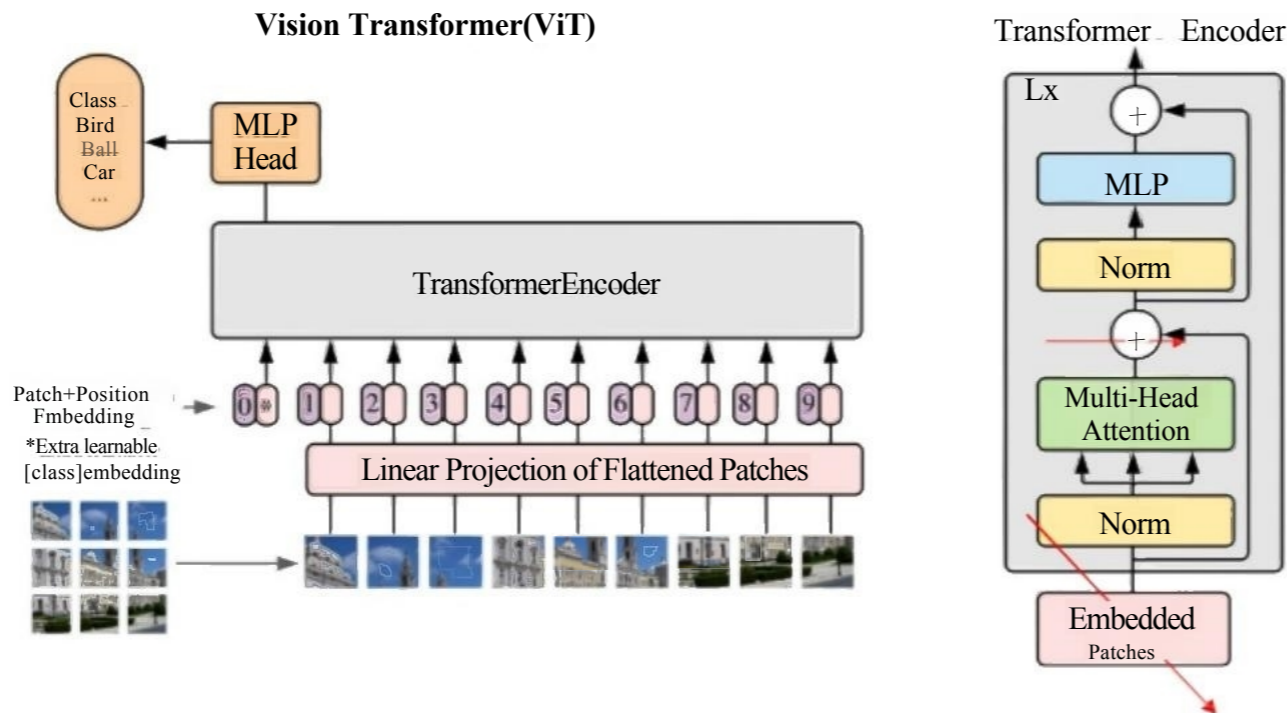 Vision Transformer(ViT)
Class
Bird
Ball
Car
...
MLP
Head
TransformerEncoder
Patch+Position
Fmbedding
*Extra learnable
[class]embedding
0 * 1 2 3 4 5 6 7 8 9
Linear Projection of Flattened Patches
Transformer Encoder
Lx
+
MLP
Norm
+
Multi-Head
Attention
Norm
Embedded
Patches